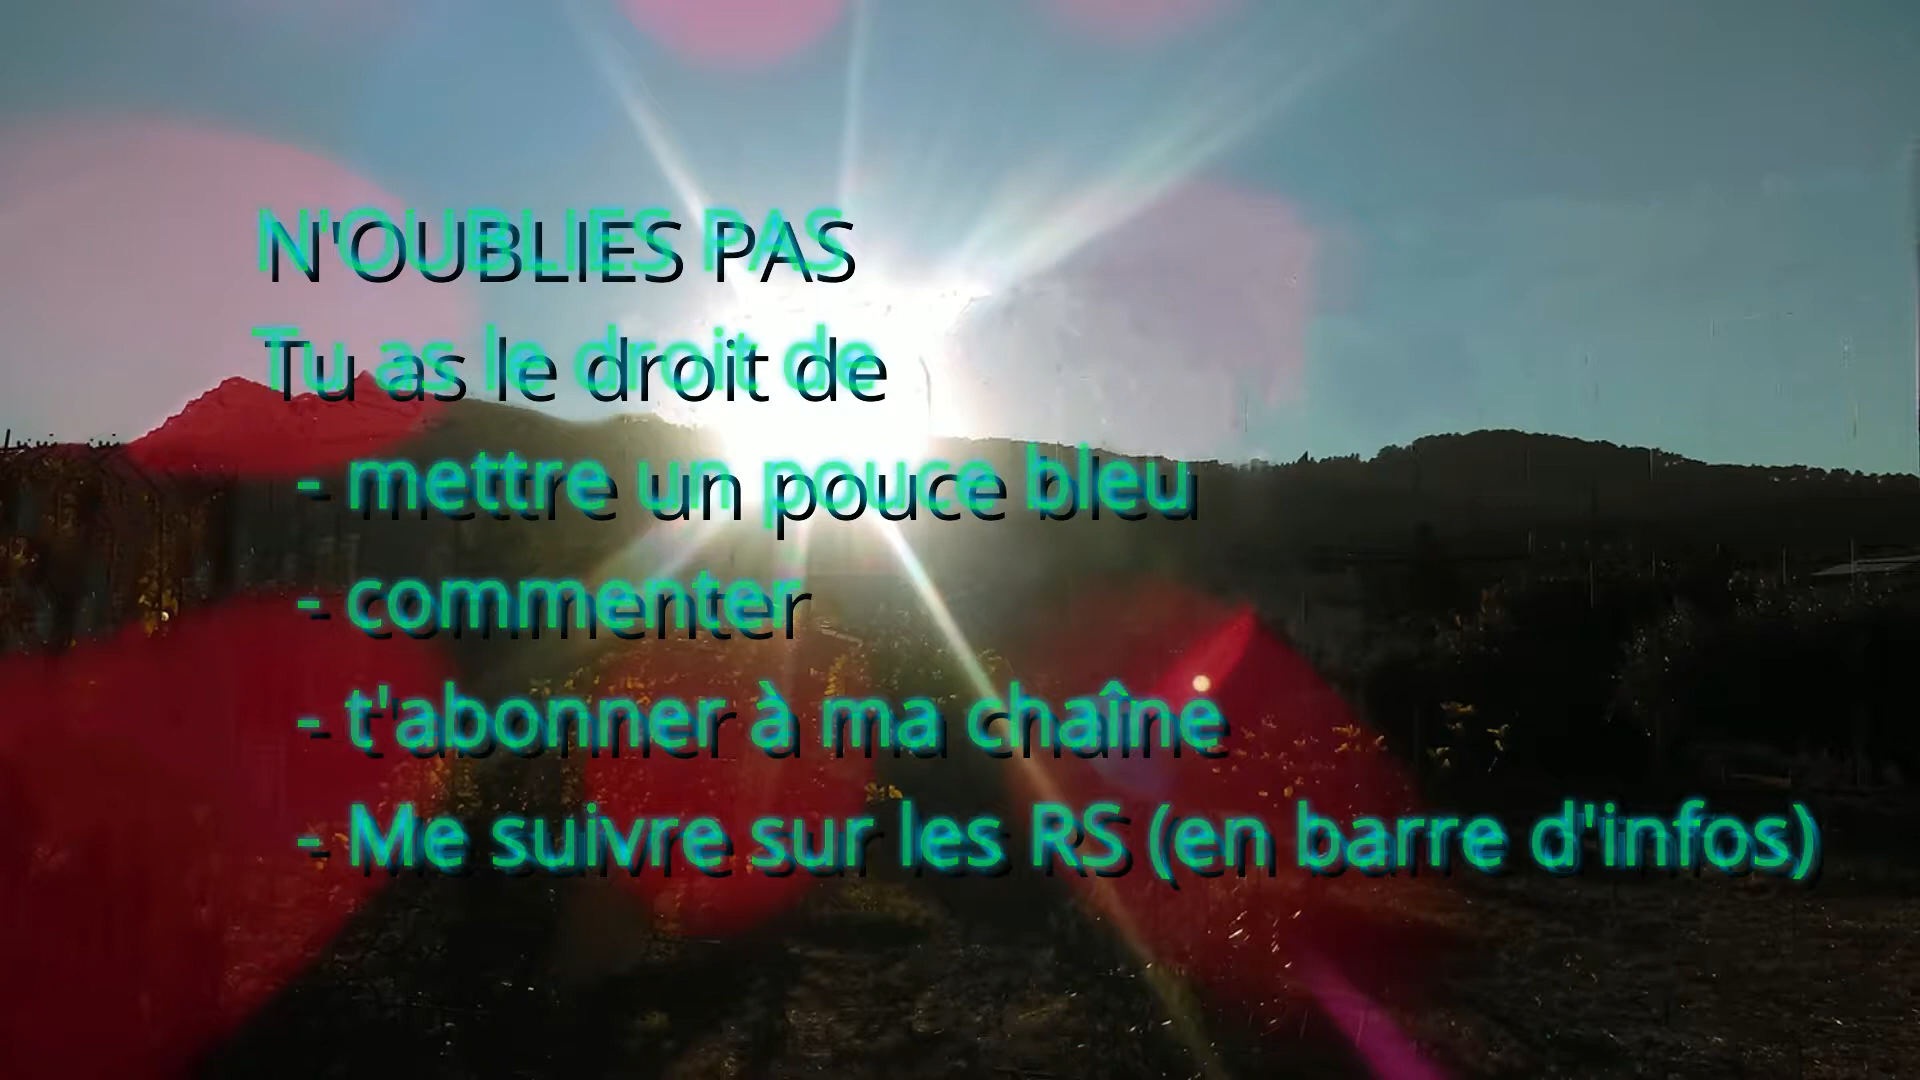 N'OUBLIES PAS
Tu as le droit de
- mettre un pouce bleu
- commenter
- t'abonner à ma chaîne
- Me suivre sur les RS (en barre d'infos)